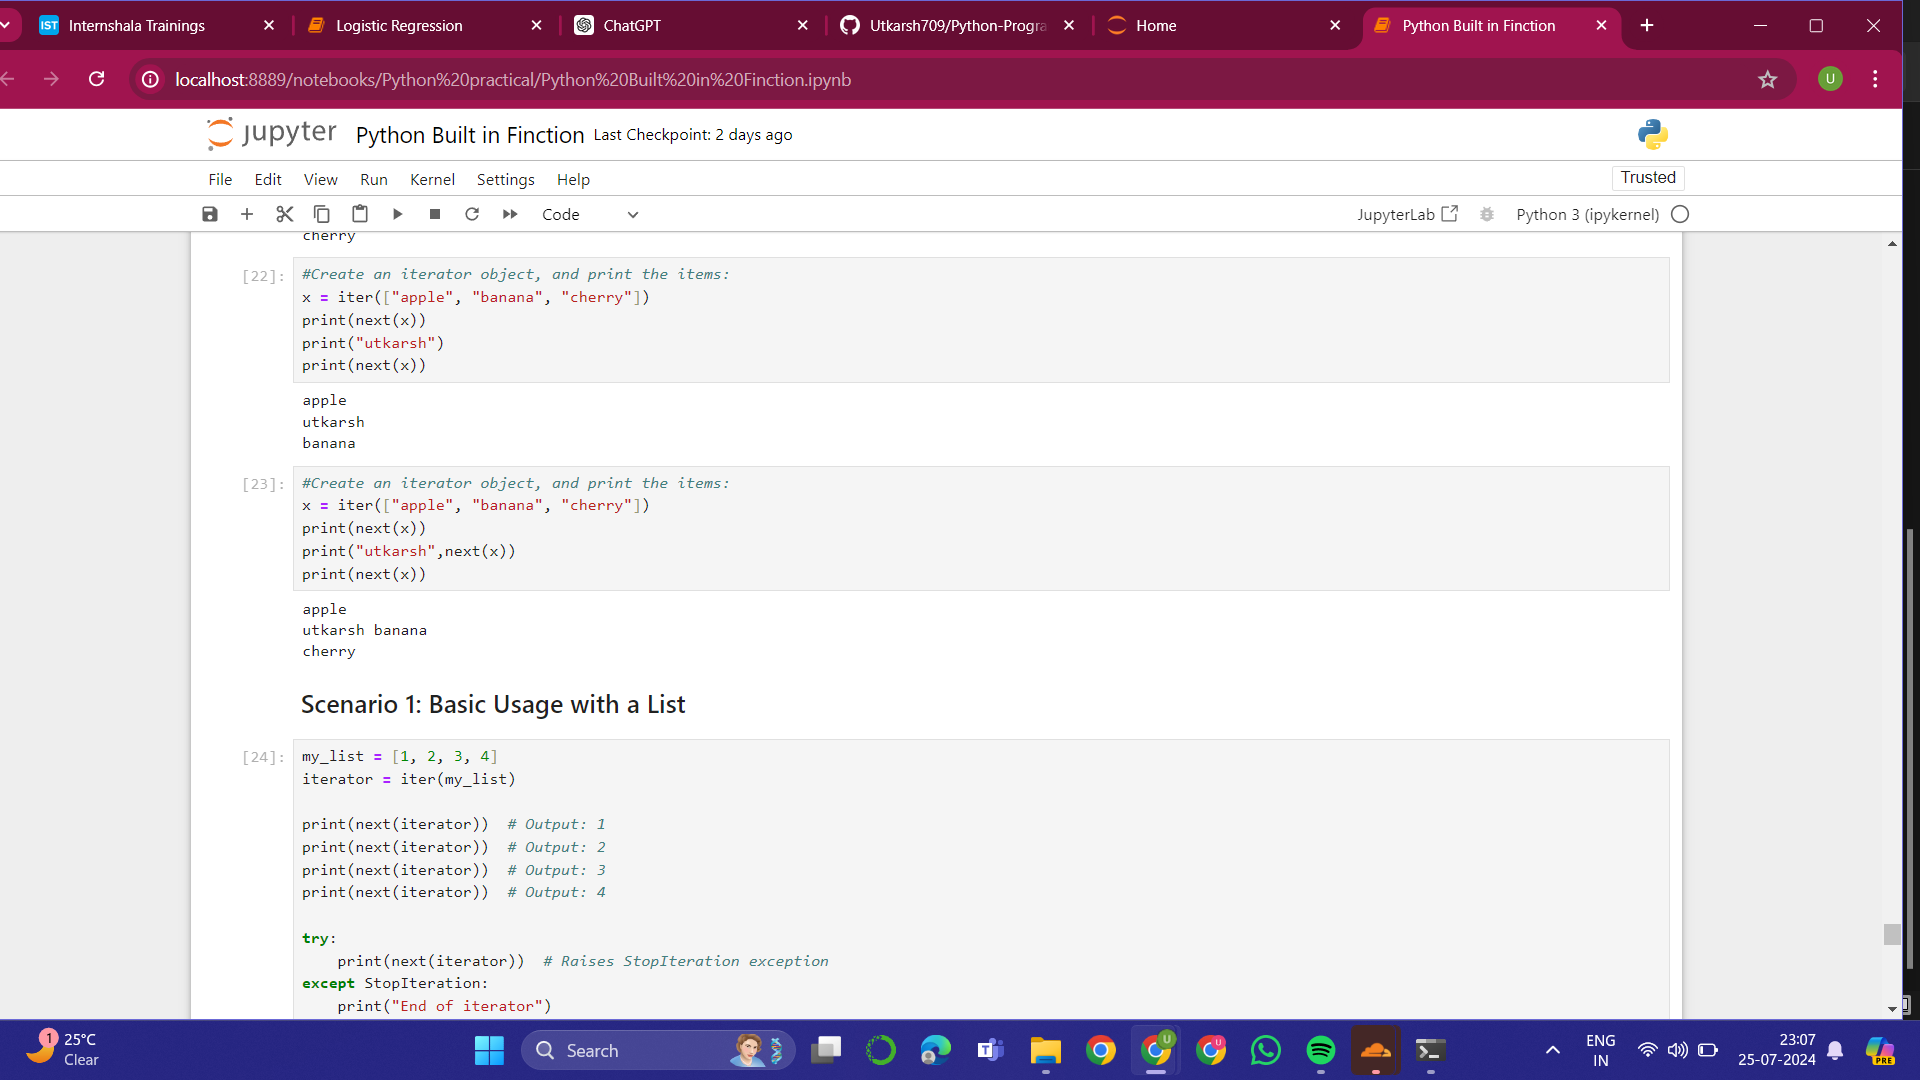 IST Internshala Trainings
Logistic Regression
ChatGPT
Utkarsh709/Python-Progra
Home
Python Built in Finction
localhost:8889/notebooks/Python%20practical/Python%20Built%20in%20Finction.ipynb
U
jupyter Python Built in Finction Last Checkpoint: 2 days ago
File Edit View Run Kernel Settings Help
Trusted
Code
JupyterLab
Python 3 (ipykernel)
cherry
[22]:
#Create an iterator object, and print the items:
x = iter(["apple", "banana", "cherry"])
print(next(x))
print("utkarsh")
print(next(x))
apple
utkarsh
banana
[23]:
#Create an iterator object, and print the items:
x = iter(["apple", "banana", "cherry"])
print(next(x))
print("utkarsh",next(x))
print(next(x))
apple
utkarsh banana
cherry
Scenario 1: Basic Usage with a List
[24]:
my_list = [1, 2, 3, 4]
iterator = iter(my_list)
print(next(iterator))  # Output: 1
print(next(iterator))  # Output: 2
print(next(iterator))  # Output: 3
print(next(iterator))  # Output: 4
try:
    print(next(iterator))  # Raises StopIteration exception
except StopIteration:
    print("End of iterator")
1
25°C
Clear
Search
T
U
U
ENG
IN
23:07
25-07-2024
PRE